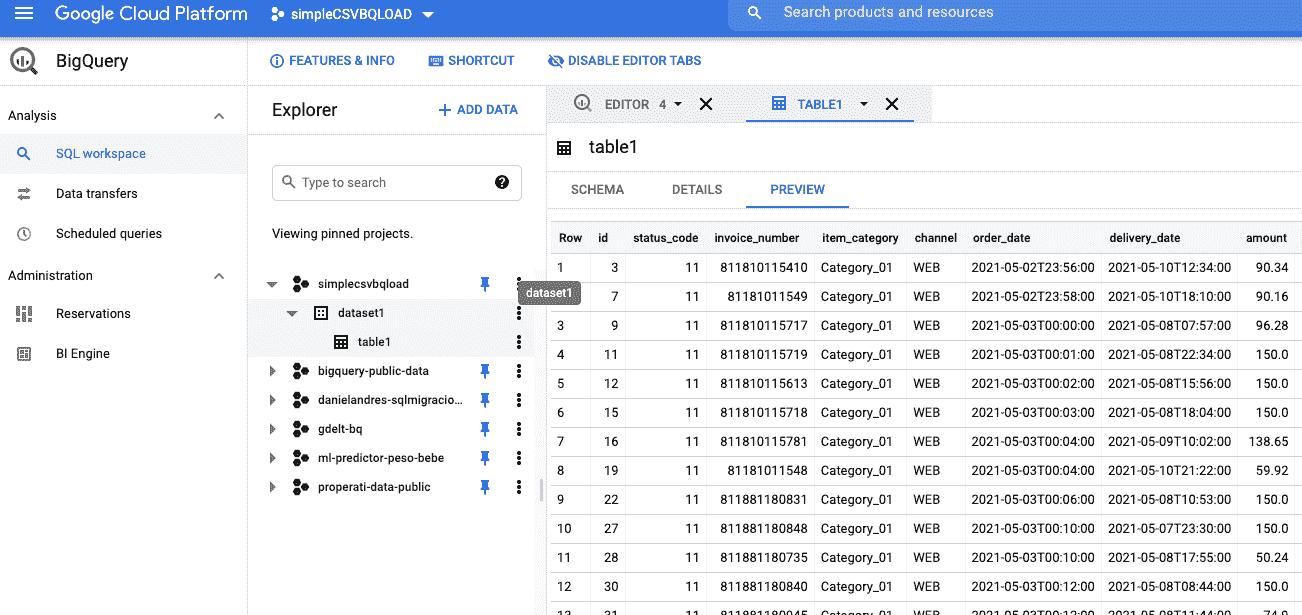 Google Cloud Platform simpleCSVBQLOAD Search products and resources
BigQuery FEATURES & INFO SHORTCUT DISABLE EDITOR TABS
Analysis
SQL workspace
Data transfers
Scheduled queries
Administration
Reservations
BI Engine
Explorer ADD DATA
Type to search
Viewing pinned projects.
simplecsvbqload
dataset1
dataset1
table1
bigquery-public-data
danielandres-sqlmigracio...
gdelt-bq
ml-predictor-peso-bebe
properati-data-public
EDITOR 4 TABLE1
table1
SCHEMA DETAILS PREVIEW
Row id status_code invoice_number item_category channel order_date delivery_date amount
1 3 11 811810115410 Category_01 WEB 2021-05-02T23:56:00 2021-05-10T12:34:00 90.34
7 11 81181011549 Category_01 WEB 2021-05-02T23:58:00 2021-05-10T18:10:00 90.16
3 9 11 811810115717 Category_01 WEB 2021-05-03T00:00:00 2021-05-08T07:57:00 96.28
4 11 11 811810115719 Category_01 WEB 2021-05-03T00:01:00 2021-05-08T22:34:00 150.0
5 12 11 811810115613 Category_01 WEB 2021-05-03T00:02:00 2021-05-08T15:56:00 150.0
6 15 11 811810115718 Category_01 WEB 2021-05-03T00:03:00 2021-05-08T18:04:00 150.0
7 16 11 811810115781 Category_01 WEB 2021-05-03T00:04:00 2021-05-09T10:02:00 138.65
8 19 11 81181011548 Category_01 WEB 2021-05-03T00:04:00 2021-05-10T21:22:00 59.92
9 22 11 811881180831 Category_01 WEB 2021-05-03T00:06:00 2021-05-08T10:53:00 150.0
10 27 11 811881180848 Category_01 WEB 2021-05-03T00:10:00 2021-05-07T23:30:00 150.0
11 28 11 811881180735 Category_01 WEB 2021-05-03T00:10:00 2021-05-08T17:55:00 50.24
12 30 11 811881180840 Category_01 WEB 2021-05-03T00:12:00 2021-05-08T08:44:00 150.0